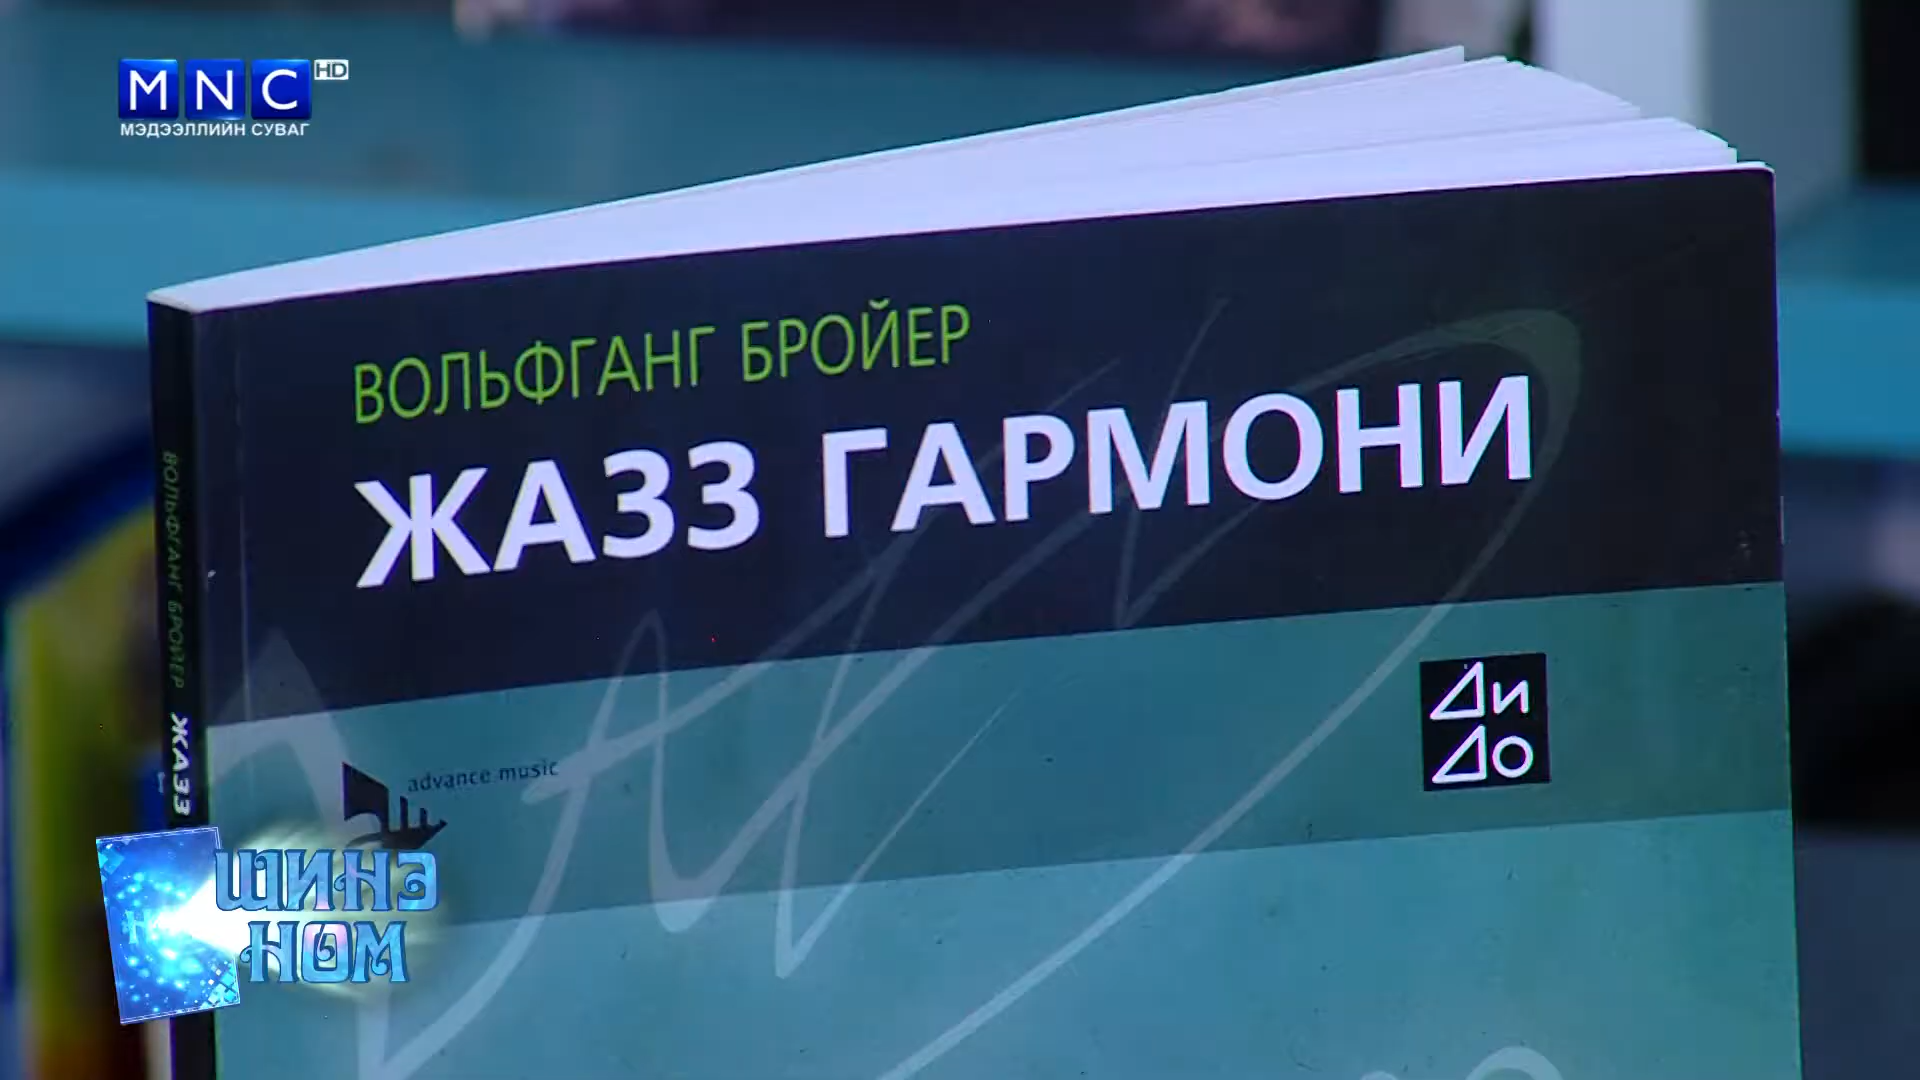 MNC HD
МЭДЭЭЛЛИЙН СУВАГ
ВОЛЬФГАНГ БРОЙЕР
ЖАЗЗ ГАРМОНИ
ВОЛЬФГАНГ БРОЙЕР ЖАЗЗ
Ди
До
advance music
ШИНЭ
НОМ